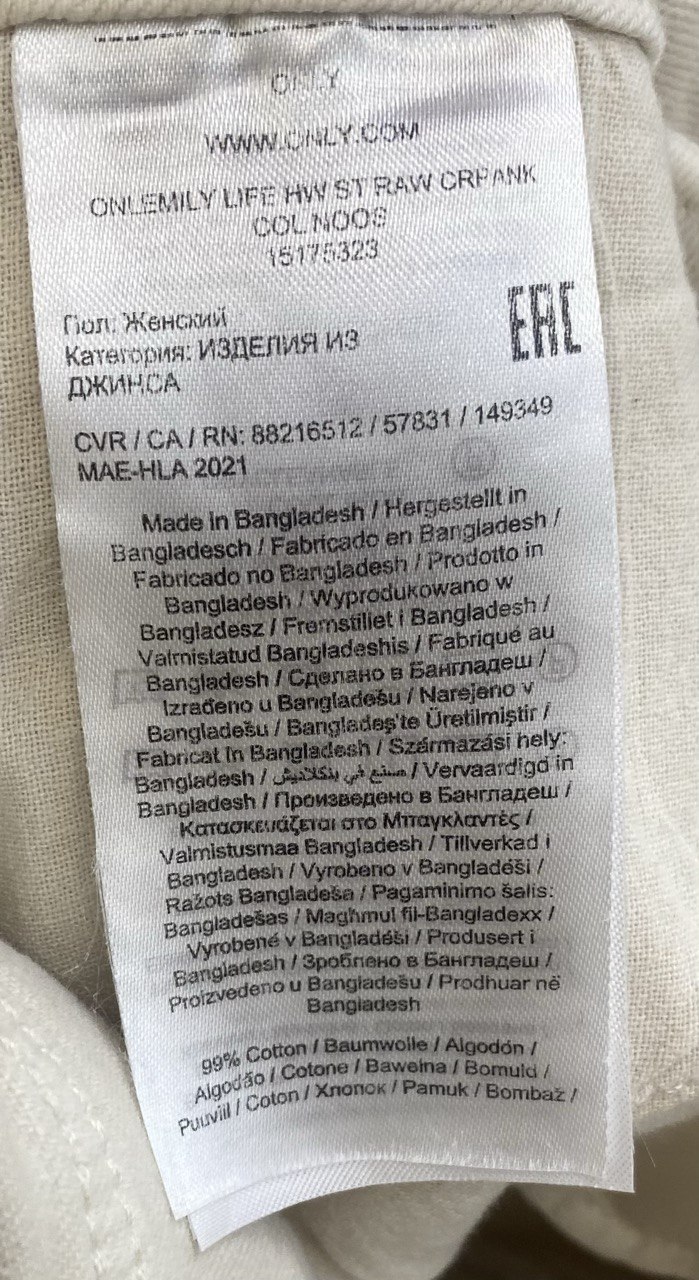 ONLY
WWW.ONLY.COM
ONLEMILY LIFE HW ST RAW CRPANK
COL NOOS
15175323
Пол: Женский
Категория: ИЗДЕЛИЯ ИЗ
ДЖИНСА
EAC
CVR / CA / RN: 88216512 / 57831 / 149349
MAE-HLA 2021
Made in Bangladesh / Hergestellt in
Bangladesch / Fabricado en Bangladesh /
Fabricado no Bangladesh / Prodotto in
Bangladesh / Wyprodukowano w
Bangladesz / Fremstillet i Bangladesh /
Valmistatud Bangladeshis / Fabriqué au
Bangladesh / Сделано в Бангладеш /
Izrađeno u Bangladešu / Narejeno v
Bangladešu / Bangladeş'te Üretilmiştir /
Fabricat în Bangladesh / Származási hely:
Bangladesh / صنع في بنكلاديش / Vervaardigd in
Bangladesh / Произведено в Бангладеш /
Κατασκευάζεται στο Μπαγκλαντές /
Valmistusmaa Bangladesh / Tillverkad i
Bangladesh / Vyrobeno v Bangladéši /
Ražots Bangladeša / Pagaminimo šalis:
Bangladešas / Magħmul fil-Bangladexx /
Vyrobené v Bangladéši / Produsert i
Bangladesh / Зроблено в Бангладеш /
Proizvedeno u Bangladešu / Prodhuar në
Bangladesh
99% Cotton / Baumwolle / Algodón /
Algodão / Cotone / Bawełna / Bomuld /
Puuvill / Coton / Хлопок / Pamuk / Bombaž /